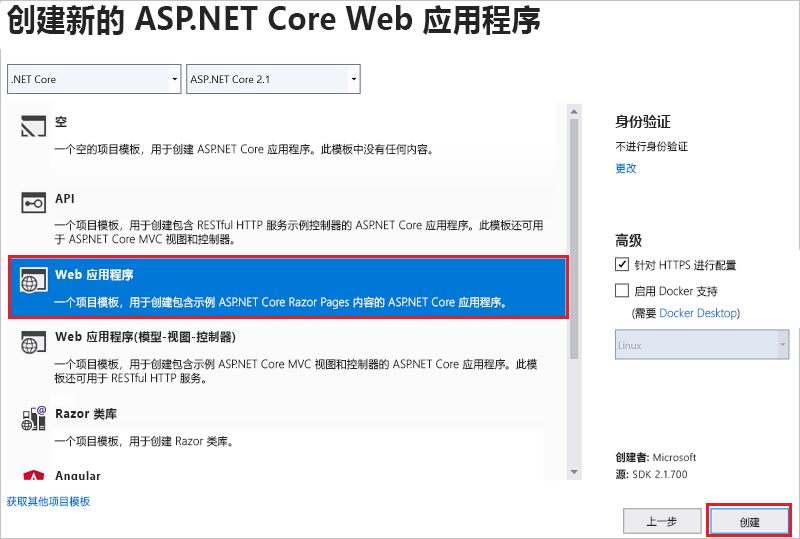 创建新的 ASP.NET Core Web 应用程序
.NET Core
ASP.NET Core 2.1
空
一个空的项目模板，用于创建 ASP.NET Core 应用程序。此模板中没有任何内容。
API
一个项目模板，用于创建包含 RESTful HTTP 服务示例控制器的 ASP.NET Core 应用程序。此模板还可用
于 ASP.NET Core MVC 视图和控制器。
Web 应用程序
一个项目模板，用于创建包含示例 ASP.NET Core Razor Pages 内容的 ASP.NET Core 应用程序。
Web 应用程序(模型-视图-控制器)
一个项目模板，用于创建包含示例 ASP.NET Core MVC 视图和控制器的 ASP.NET Core 应用程序。此模
板还可用于 RESTful HTTP 服务。
Razor 类库
一个项目模板，用于创建 Razor 类库。
Angular
获取其他项目模板
身份验证
不进行身份验证
更改
高级
针对 HTTPS 进行配置
启用 Docker 支持
(需要 Docker Desktop)
Linux
创建者: Microsoft
源: SDK 2.1.700
上一步
创建